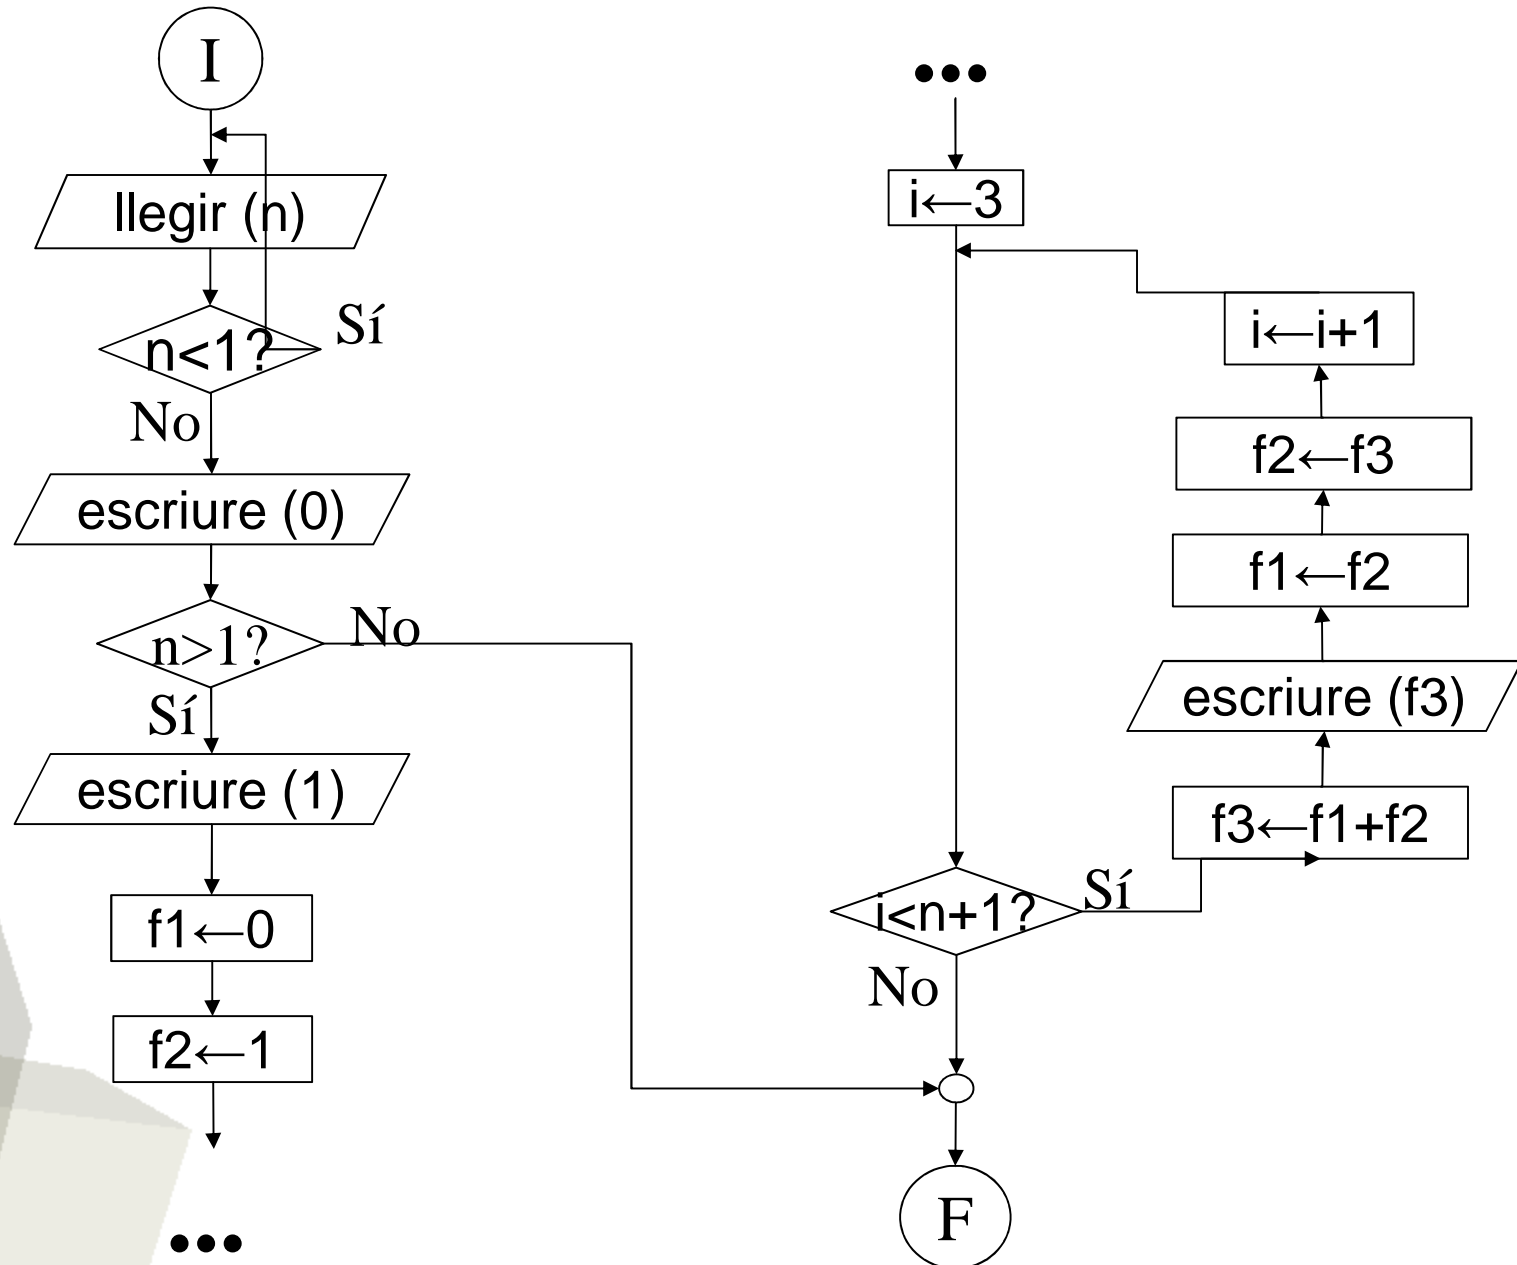 I
llegir (n)
n<1?
Sí
No
escriure (0)
n>1?
No
Sí
escriure (1)
f1←0
f2←1
•••
•••
i←3
i<n+1?
Sí
No
f3←f1+f2
escriure (f3)
f1←f2
f2←f3
i←i+1
F